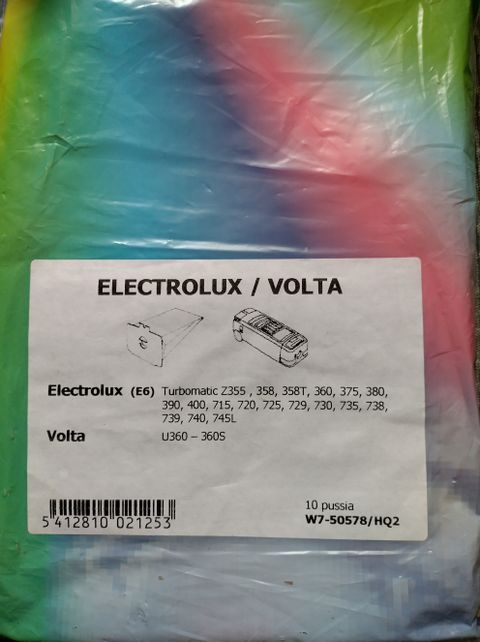 ELECTROLUX / VOLTA
Electrolux (E6) Turbomatic Z355 , 358, 358T, 360, 375, 380,
390, 400, 715, 720, 725, 729, 730, 735, 738,
739, 740, 745L
Volta U360 – 360S
10 pussia
W7-50578/HQ2
5 412810 021253